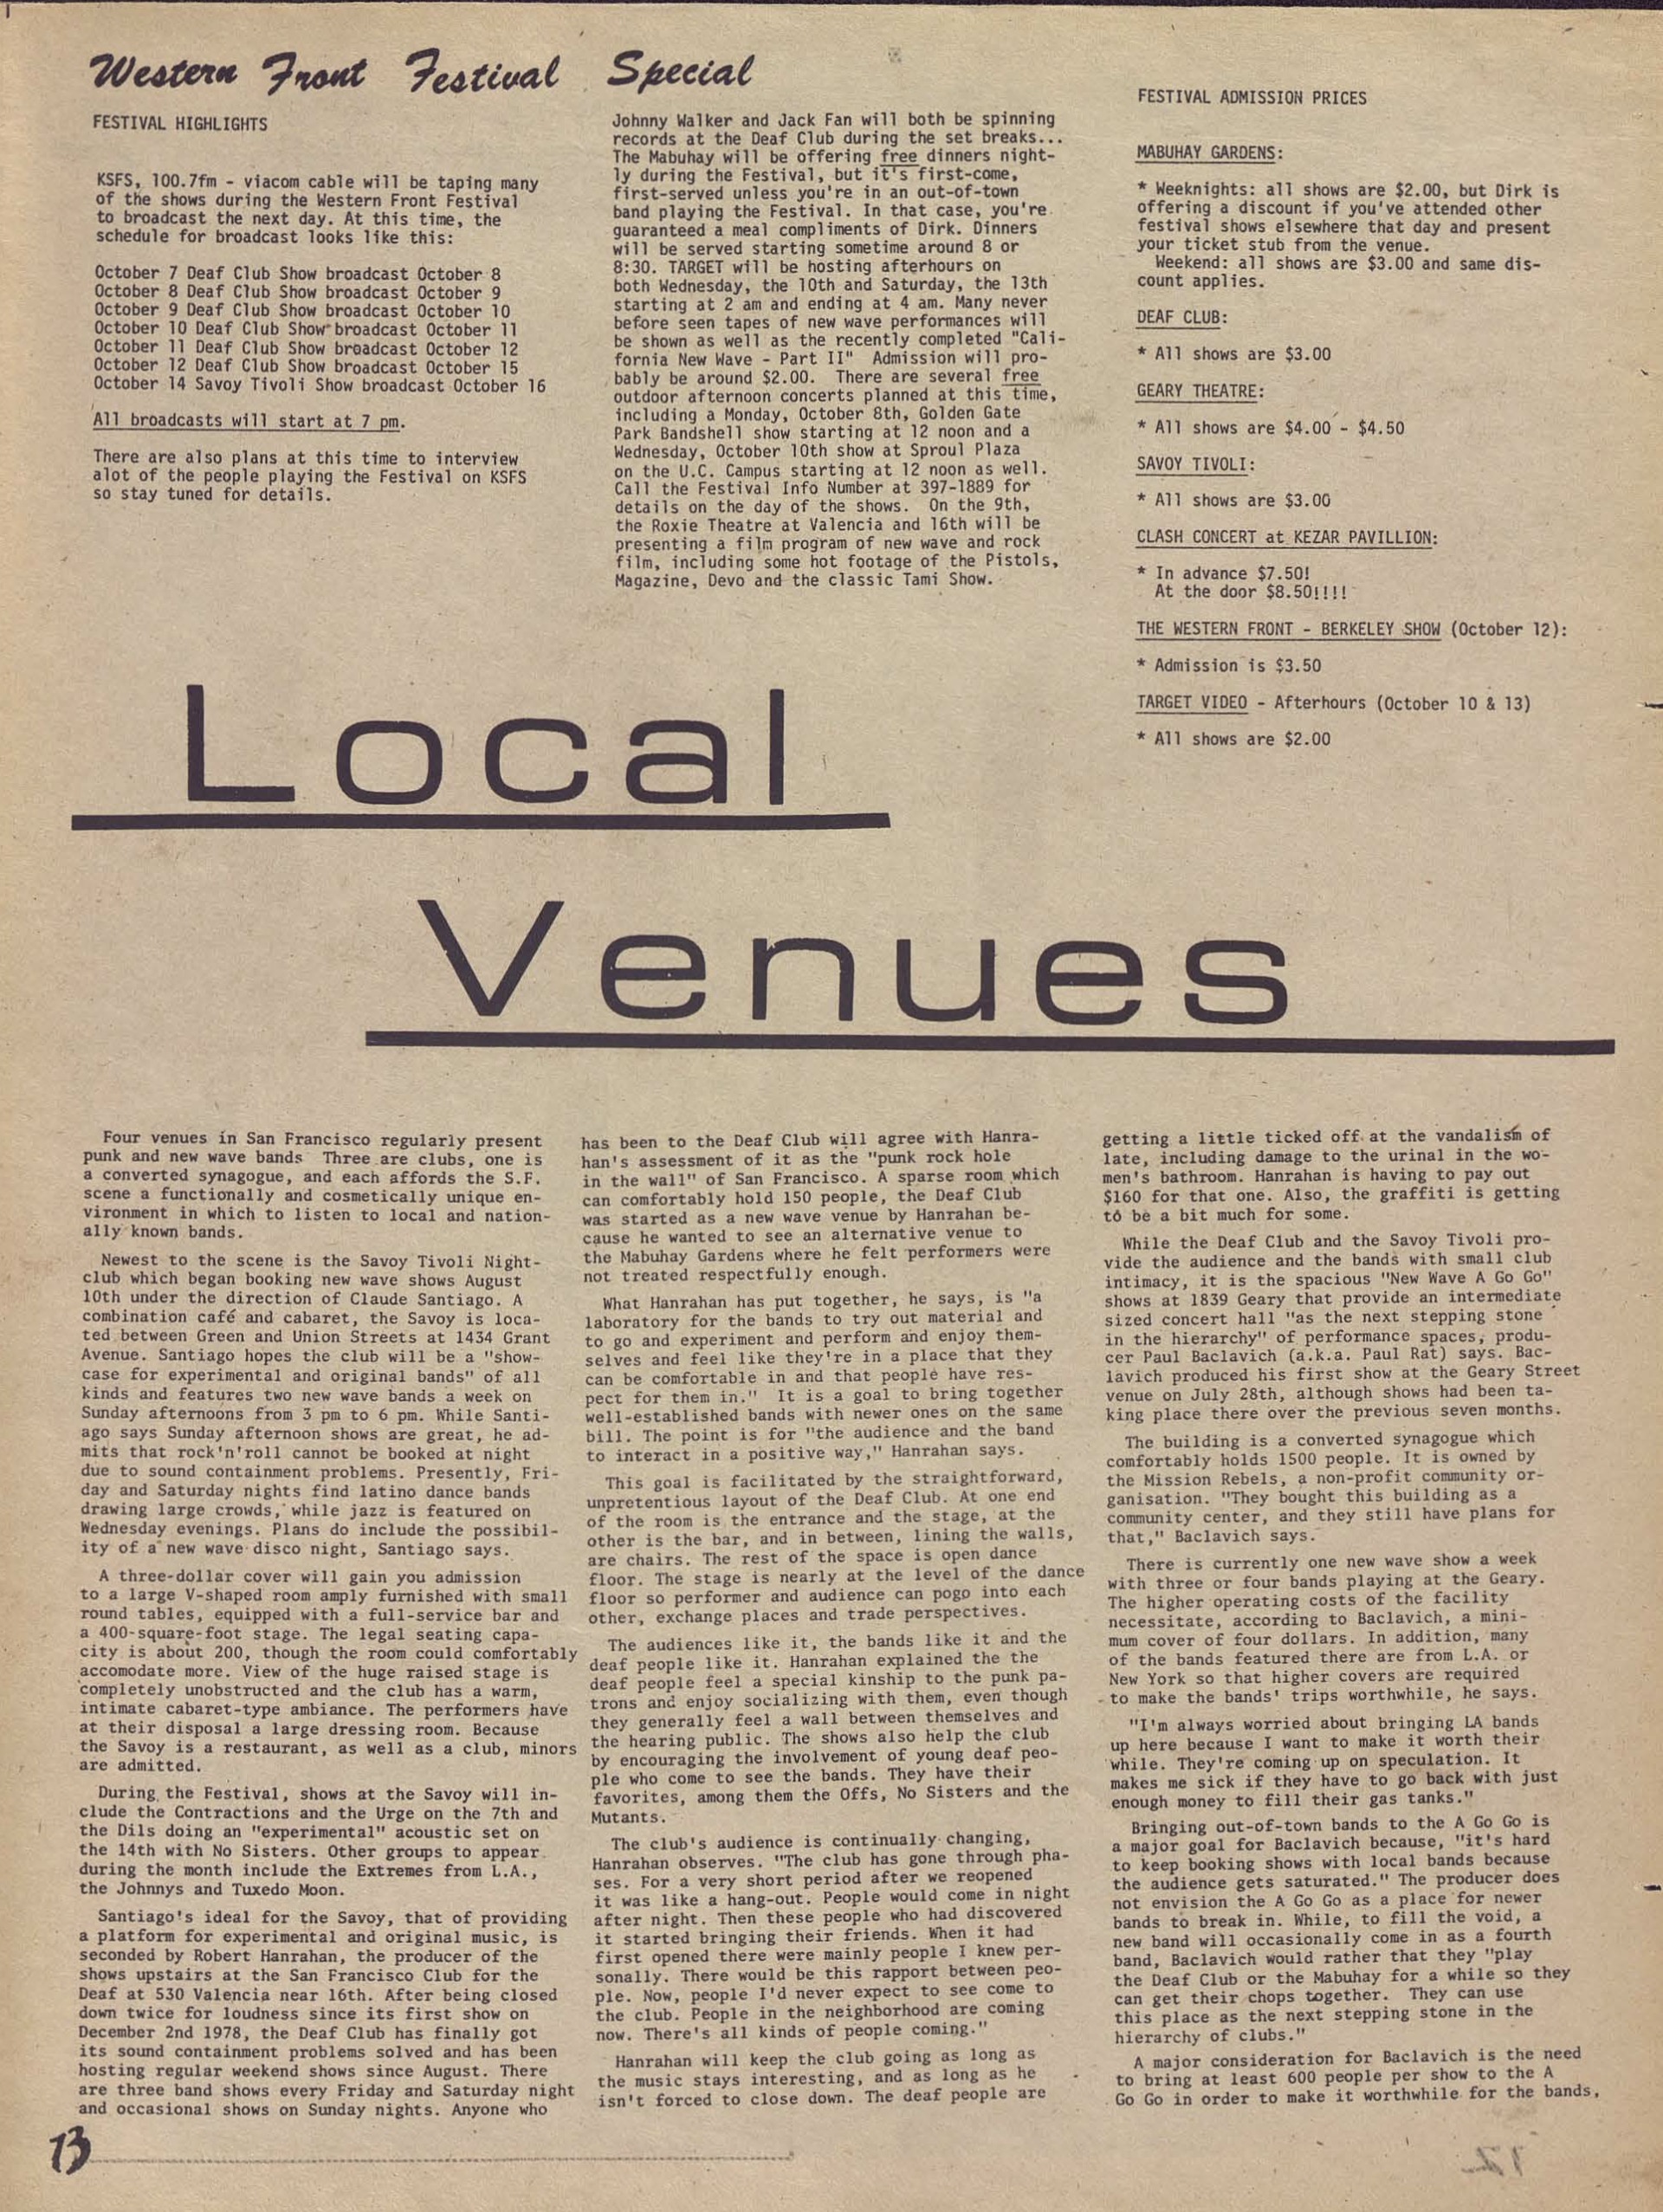 Western Front Festival Special
FESTIVAL HIGHLIGHTS
KSFS, 100.7fm - viacom cable will be taping many
of the shows during the Western Front Festival
to broadcast the next day. At this time, the
schedule for broadcast looks like this:
October 7 Deaf Club Show broadcast October 8
October 8 Deaf Club Show broadcast October 9
October 9 Deaf Club Show broadcast October 10
October 10 Deaf Club Show broadcast October 11
October 11 Deaf Club Show broadcast October 12
October 12 Deaf Club Show broadcast October 15
October 14 Savoy Tivoli Show broadcast October 16
All broadcasts will start at 7 pm.
There are also plans at this time to interview
alot of the people playing the Festival on KSFS
so stay tuned for details.
Johnny Walker and Jack Fan will both be spinning
records at the Deaf Club during the set breaks...
The Mabuhay will be offering free dinners night-
ly during the Festival, but it's first-come,
first-served unless you're in an out-of-town
band playing the Festival. In that case, you're
guaranteed a meal compliments of Dirk. Dinners
will be served starting sometime around 8 or
8:30. TARGET will be hosting afterhours on
both Wednesday, the 10th and Saturday, the 13th
starting at 2 am and ending at 4 am. Many never
before seen tapes of new wave performances will
be shown as well as the recently completed "Cali-
fornia New Wave - Part II" Admission will pro-
bably be around $2.00. There are several free
outdoor afternoon concerts planned at this time,
including a Monday, October 8th, Golden Gate
Park Bandshell show starting at 12 noon and a
Wednesday, October 10th show at Sproul Plaza
on the U.C. Campus starting at 12 noon as well.
Call the Festival Info Number at 397-1889 for
details on the day of the shows. On the 9th,
the Roxie Theatre at Valencia and 16th will be
presenting a film program of new wave and rock
film, including some hot footage of the Pistols,
Magazine, Devo and the classic Tami Show.
FESTIVAL ADMISSION PRICES
MABUHAY GARDENS:
* Weeknights: all shows are $2.00, but Dirk is
offering a discount if you've attended other
festival shows elsewhere that day and present
your ticket stub from the venue.
Weekend: all shows are $3.00 and same dis-
count applies.
DEAF CLUB:
* All shows are $3.00
GEARY THEATRE:
* All shows are $4.00 - $4.50
SAVOY TIVOLI:
* All shows are $3.00
CLASH CONCERT at KEZAR PAVILLION:
* In advance $7.50!
At the door $8.50!!!!
THE WESTERN FRONT - BERKELEY SHOW (October 12):
* Admission is $3.50
TARGET VIDEO - Afterhours (October 10 & 13)
* All shows are $2.00
Local
Venues
Four venues in San Francisco regularly present
punk and new wave bands Three are clubs, one is
a converted synagogue, and each affords the S.F.
scene a functionally and cosmetically unique en-
vironment in which to listen to local and nation-
ally known bands.
Newest to the scene is the Savoy Tivoli Night-
club which began booking new wave shows August
10th under the direction of Claude Santiago. A
combination café and cabaret, the Savoy is loca-
ted between Green and Union Streets at 1434 Grant
Avenue. Santiago hopes the club will be a "show-
case for experimental and original bands" of all
kinds and features two new wave bands a week on
Sunday afternoons from 3 pm to 6 pm. While Santi-
ago says Sunday afternoon shows are great, he ad-
mits that rock'n'roll cannot be booked at night
due to sound containment problems. Presently, Fri-
day and Saturday nights find latino dance bands
drawing large crowds, while jazz is featured on
Wednesday evenings. Plans do include the possibil-
ity of a new wave disco night, Santiago says.
A three-dollar cover will gain you admission
to a large V-shaped room amply furnished with small
round tables, equipped with a full-service bar and
a 400-square-foot stage. The legal seating capa-
city is about 200, though the room could comfortably
accomodate more. View of the huge raised stage is
completely unobstructed and the club has a warm,
intimate cabaret-type ambiance. The performers have
at their disposal a large dressing room. Because
the Savoy is a restaurant, as well as a club, minors
are admitted.
During the Festival, shows at the Savoy will in-
clude the Contractions and the Urge on the 7th and
the Dils doing an "experimental" acoustic set on
the 14th with No Sisters. Other groups to appear
during the month include the Extremes from L.A.,
the Johnnys and Tuxedo Moon.
Santiago's ideal for the Savoy, that of providing
a platform for experimental and original music, is
seconded by Robert Hanrahan, the producer of the
shows upstairs at the San Francisco Club for the
Deaf at 530 Valencia near 16th. After being closed
down twice for loudness since its first show on
December 2nd 1978, the Deaf Club has finally got
its sound containment problems solved and has been
hosting regular weekend shows since August. There
are three band shows every Friday and Saturday night
and occasional shows on Sunday nights. Anyone who
has been to the Deaf Club will agree with Hanra-
han's assessment of it as the "punk rock hole
in the wall" of San Francisco. A sparse room which
can comfortably hold 150 people, the Deaf Club
was started as a new wave venue by Hanrahan be-
cause he wanted to see an alternative venue to
the Mabuhay Gardens where he felt performers were
not treated respectfully enough.
What Hanrahan has put together, he says, is "a
laboratory for the bands to try out material and
to go and experiment and perform and enjoy them-
selves and feel like they're in a place that they
can be comfortable in and that people have res-
pect for them in." It is a goal to bring together
well-established bands with newer ones on the same
bill. The point is for "the audience and the band
to interact in a positive way," Hanrahan says.
This goal is facilitated by the straightforward,
unpretentious layout of the Deaf Club. At one end
of the room is the entrance and the stage, at the
other is the bar, and in between, lining the walls,
are chairs. The rest of the space is open dance
floor. The stage is nearly at the level of the dance
floor so performer and audience can pogo into each
other, exchange places and trade perspectives.
The audiences like it, the bands like it and the
deaf people like it. Hanrahan explained the the
deaf people feel a special kinship to the punk pa-
trons and enjoy socializing with them, even though
they generally feel a wall between themselves and
the hearing public. The shows also help the club
by encouraging the involvement of young deaf peo-
ple who come to see the bands. They have their
favorites, among them the Offs, No Sisters and the
Mutants.
The club's audience is continually changing,
Hanrahan observes. "The club has gone through pha-
ses. For a very short period after we reopened
it was like a hang-out. People would come in night
after night. Then these people who had discovered
it started bringing their friends. When it had
first opened there were mainly people I knew per-
sonally. There would be this rapport between peo-
ple. Now, people I'd never expect to see come to
the club. People in the neighborhood are coming
now. There's all kinds of people coming."
Hanrahan will keep the club going as long as
the music stays interesting, and as long as he
isn't forced to close down. The deaf people are
getting a little ticked off at the vandalism of
late, including damage to the urinal in the wo-
men's bathroom. Hanrahan is having to pay out
$160 for that one. Also, the graffiti is getting
to be a bit much for some.
While the Deaf Club and the Savoy Tivoli pro-
vide the audience and the bands with small club
intimacy, it is the spacious "New Wave A Go Go"
shows at 1839 Geary that provide an intermediate
sized concert hall "as the next stepping stone
in the hierarchy" of performance spaces, produ-
cer Paul Baclavich (a.k.a. Paul Rat) says. Bac-
lavich produced his first show at the Geary Street
venue on July 28th, although shows had been ta-
king place there over the previous seven months.
The building is a converted synagogue which
comfortably holds 1500 people. It is owned by
the Mission Rebels, a non-profit community or-
ganisation. "They bought this building as a
community center, and they still have plans for
that," Baclavich says.
There is currently one new wave show a week
with three or four bands playing at the Geary.
The higher operating costs of the facility
necessitate, according to Baclavich, a mini-
mum cover of four dollars. In addition, many
of the bands featured there are from L.A. or
New York so that higher covers are required
to make the bands' trips worthwhile, he says.
"I'm always worried about bringing LA bands
up here because I want to make it worth their
while. They're coming up on speculation. It
makes me sick if they have to go back with just
enough money to fill their gas tanks."
Bringing out-of-town bands to the A Go Go is
a major goal for Baclavich because, "it's hard
to keep booking shows with local bands because
the audience gets saturated." The producer does
not envision the A Go Go as a place for newer
bands to break in. While, to fill the void, a
new band will occasionally come in as a fourth
band, Baclavich would rather that they "play
the Deaf Club or the Mabuhay for a while so they
can get their chops together. They can use
this place as the next stepping stone in the
hierarchy of clubs."
A major consideration for Baclavich is the need
to bring at least 600 people per show to the A
Go Go in order to make it worthwhile for the bands,
13